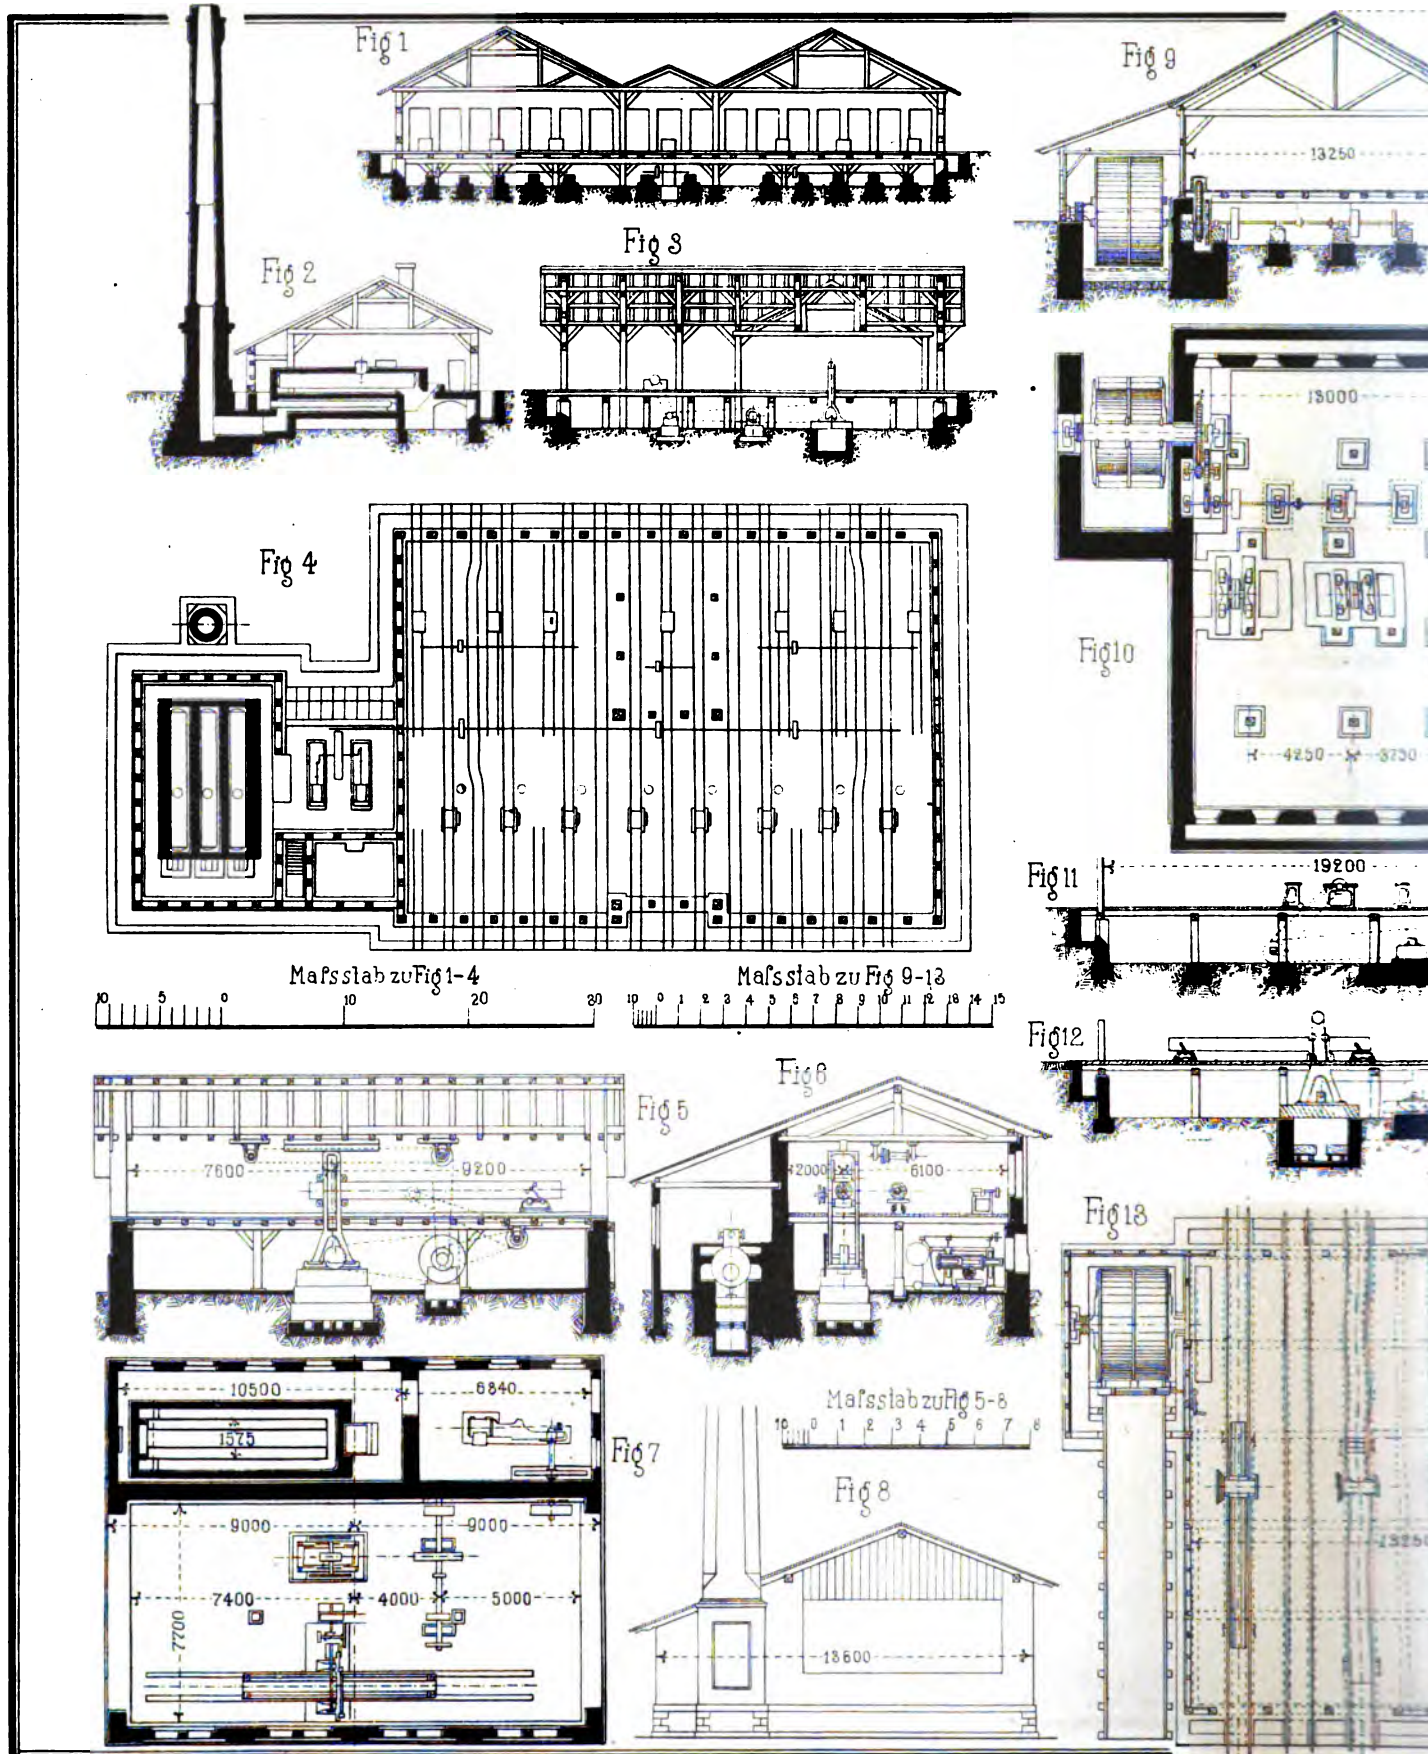 Fig 1
Fig 9
13250
Fig 3
Fig 2
13000
Fig 4
Fig 10
4250 3750
Fig 11
19200
Maſsstab zu Fig 1-4
10 5 0 10 20 30
Maſsstab zu Fig 9-13
10 0 1 2 3 4 5 6 7 8 9 10 11 12 13 14 15
Fig 12
Fig 5
7600 9200
Fig 6
2000 6100
Fig 13
10500 6840
1575
Fig 7
Maſsstab zu Fig 5-8
10 0 1 2 3 4 5 6 7 8
Fig 8
9000 9000
7400 4000 5000
7700
13600
13250